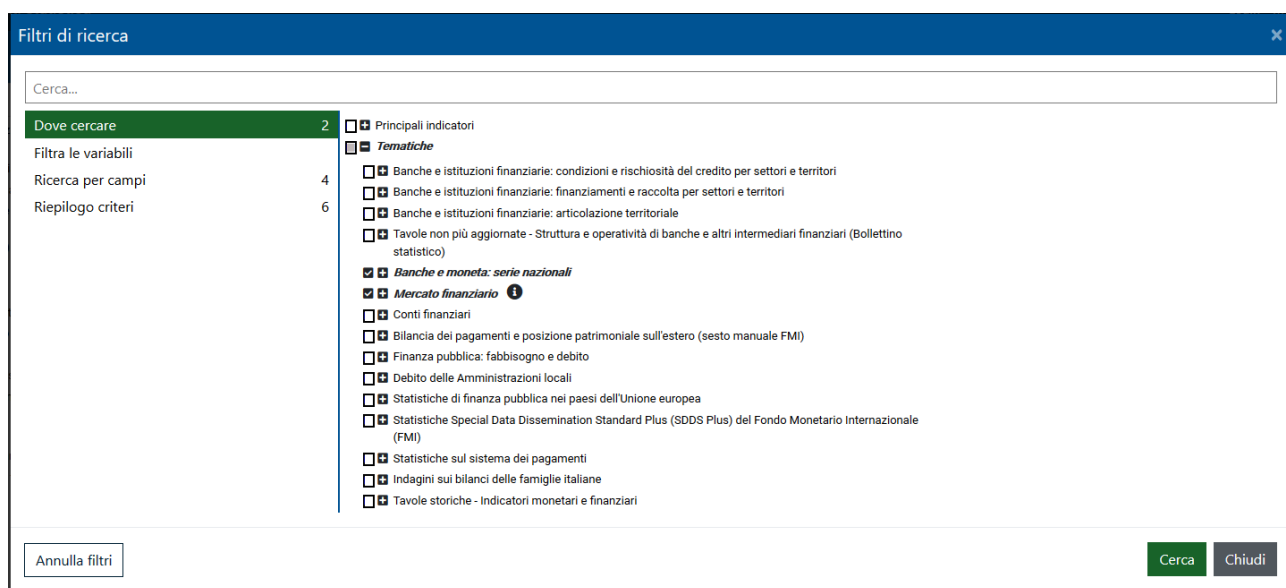 Filtri di ricerca
Cerca...
Dove cercare 2
Filtra le variabili
Ricerca per campi 4
Riepilogo criteri 6
Principali indicatori
Tematiche
Banche e istituzioni finanziarie: condizioni e rischiosità del credito per settori e territori
Banche e istituzioni finanziarie: finanziamenti e raccolta per settori e territori
Banche e istituzioni finanziarie: articolazione territoriale
Tavole non più aggiornate - Struttura e operatività di banche e altri intermediari finanziari (Bollettino
statistico)
Banche e moneta: serie nazionali
Mercato finanziario
Conti finanziari
Bilancia dei pagamenti e posizione patrimoniale sull'estero (sesto manuale FMI)
Finanza pubblica: fabbisogno e debito
Debito delle Amministrazioni locali
Statistiche di finanza pubblica nei paesi dell'Unione europea
Statistiche Special Data Dissemination Standard Plus (SDDS Plus) del Fondo Monetario Internazionale
(FMI)
Statistiche sul sistema dei pagamenti
Indagini sui bilanci delle famiglie italiane
Tavole storiche - Indicatori monetari e finanziari
Annulla filtri
Cerca
Chiudi